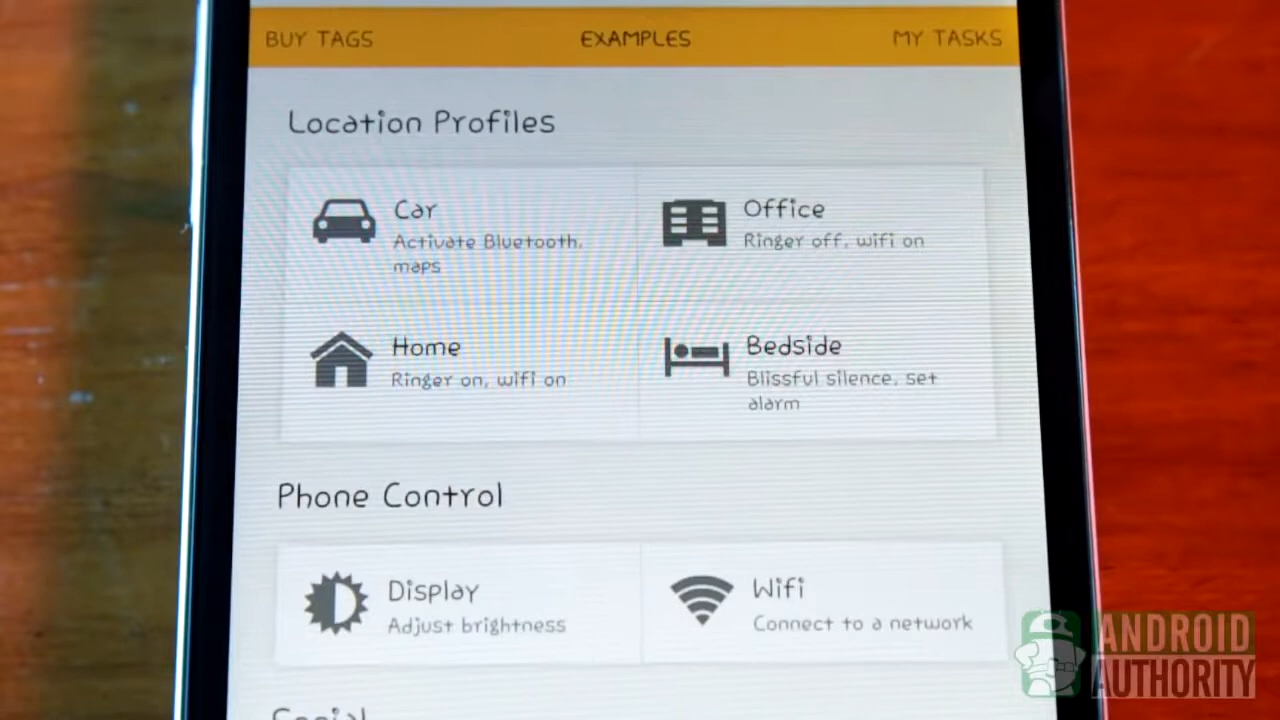 BUY TAGS EXAMPLES MY TASKS
Location Profiles
Car
Activate Bluetooth,
maps
Office
Ringer off, wifi on
Home
Ringer on, wifi on
Bedside
Blissful silence, set
alarm
Phone Control
Display
Adjust brightness
Wifi
Connect to a network
Social
ANDROID
AUTHORITY